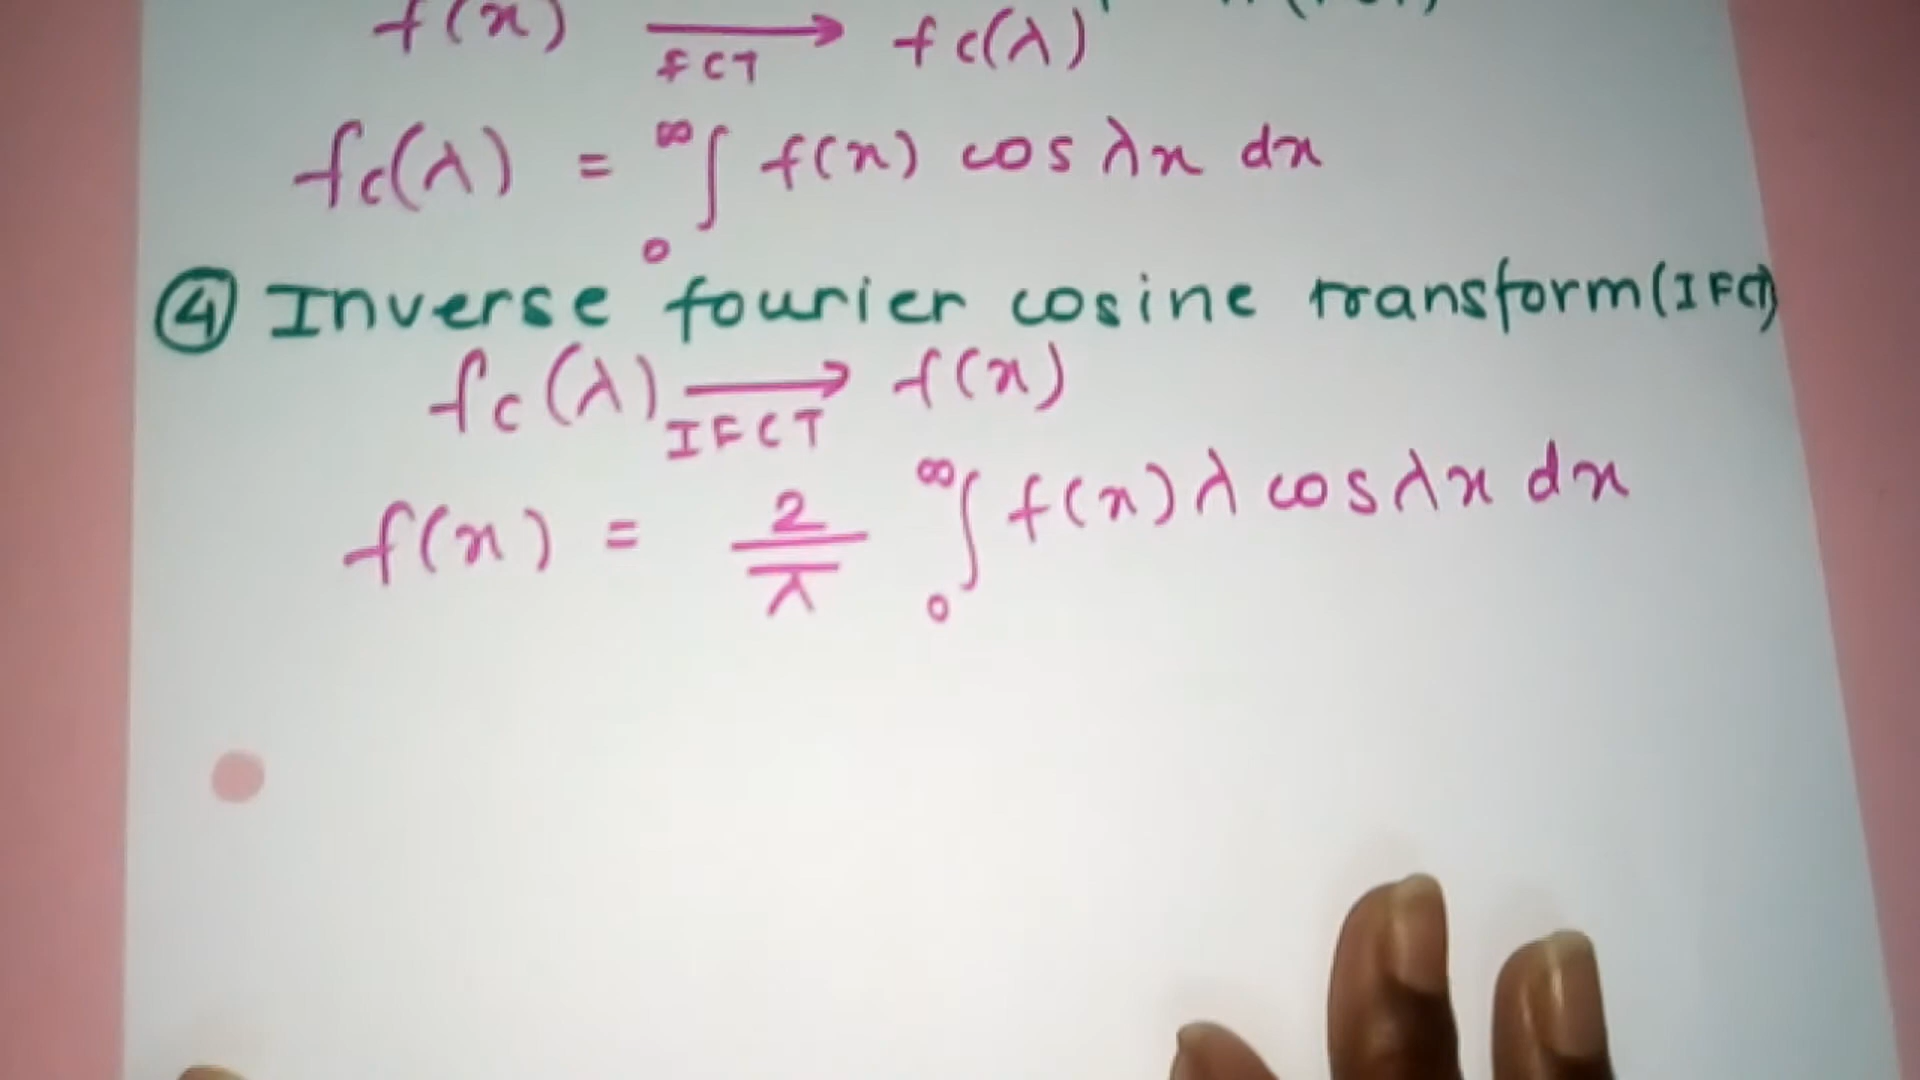 f(x) → FCT fc(λ)
fc(λ) = ∞∫0 f(x) cos λx dx
④ Inverse fourier cosine transform (IFCT)
fc(λ) → IFCT f(x)
f(x) = 2/π ∞∫0 f(x) λ cos λx dx